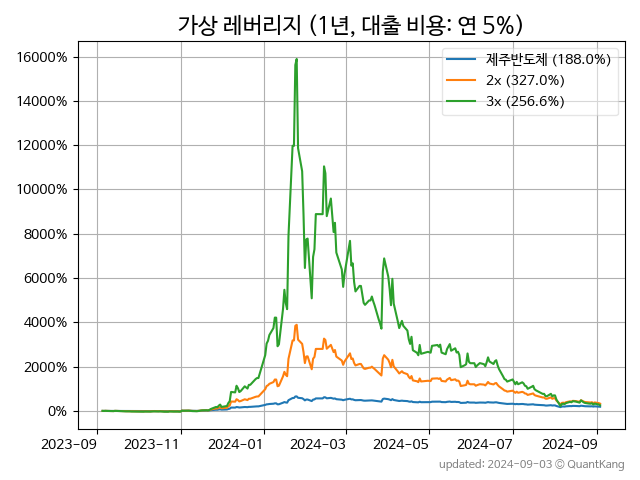 가상 레버리지 (1년, 대출 비용: 연 5%)
16000%
14000%
12000%
10000%
8000%
6000%
4000%
2000%
0%
제주반도체 (188.0%)
2x (327.0%)
3x (256.6%)
2023-09 2023-11 2024-01 2024-03 2024-05 2024-07 2024-09
updated: 2024-09-03 © QuantKang